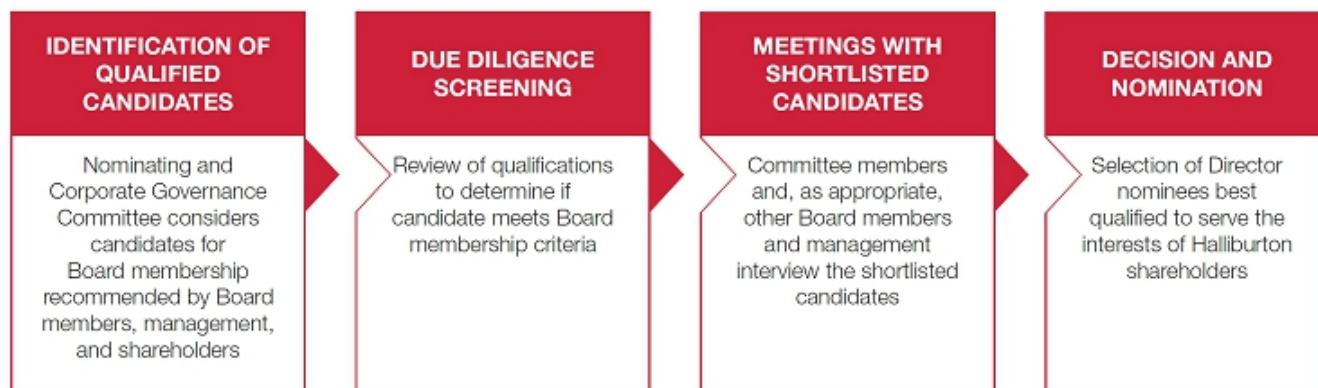 IDENTIFICATION OF
QUALIFIED
CANDIDATES
Nominating and
Corporate Governance
Committee considers
candidates for
Board membership
recommended by Board
members, management,
and shareholders
DUE DILIGENCE
SCREENING
Review of qualifications
to determine if
candidate meets Board
membership criteria
MEETINGS WITH
SHORTLISTED
CANDIDATES
Committee members
and, as appropriate,
other Board members
and management
interview the shortlisted
candidates
DECISION AND
NOMINATION
Selection of Director
nominees best
qualified to serve the
interests of Halliburton
shareholders